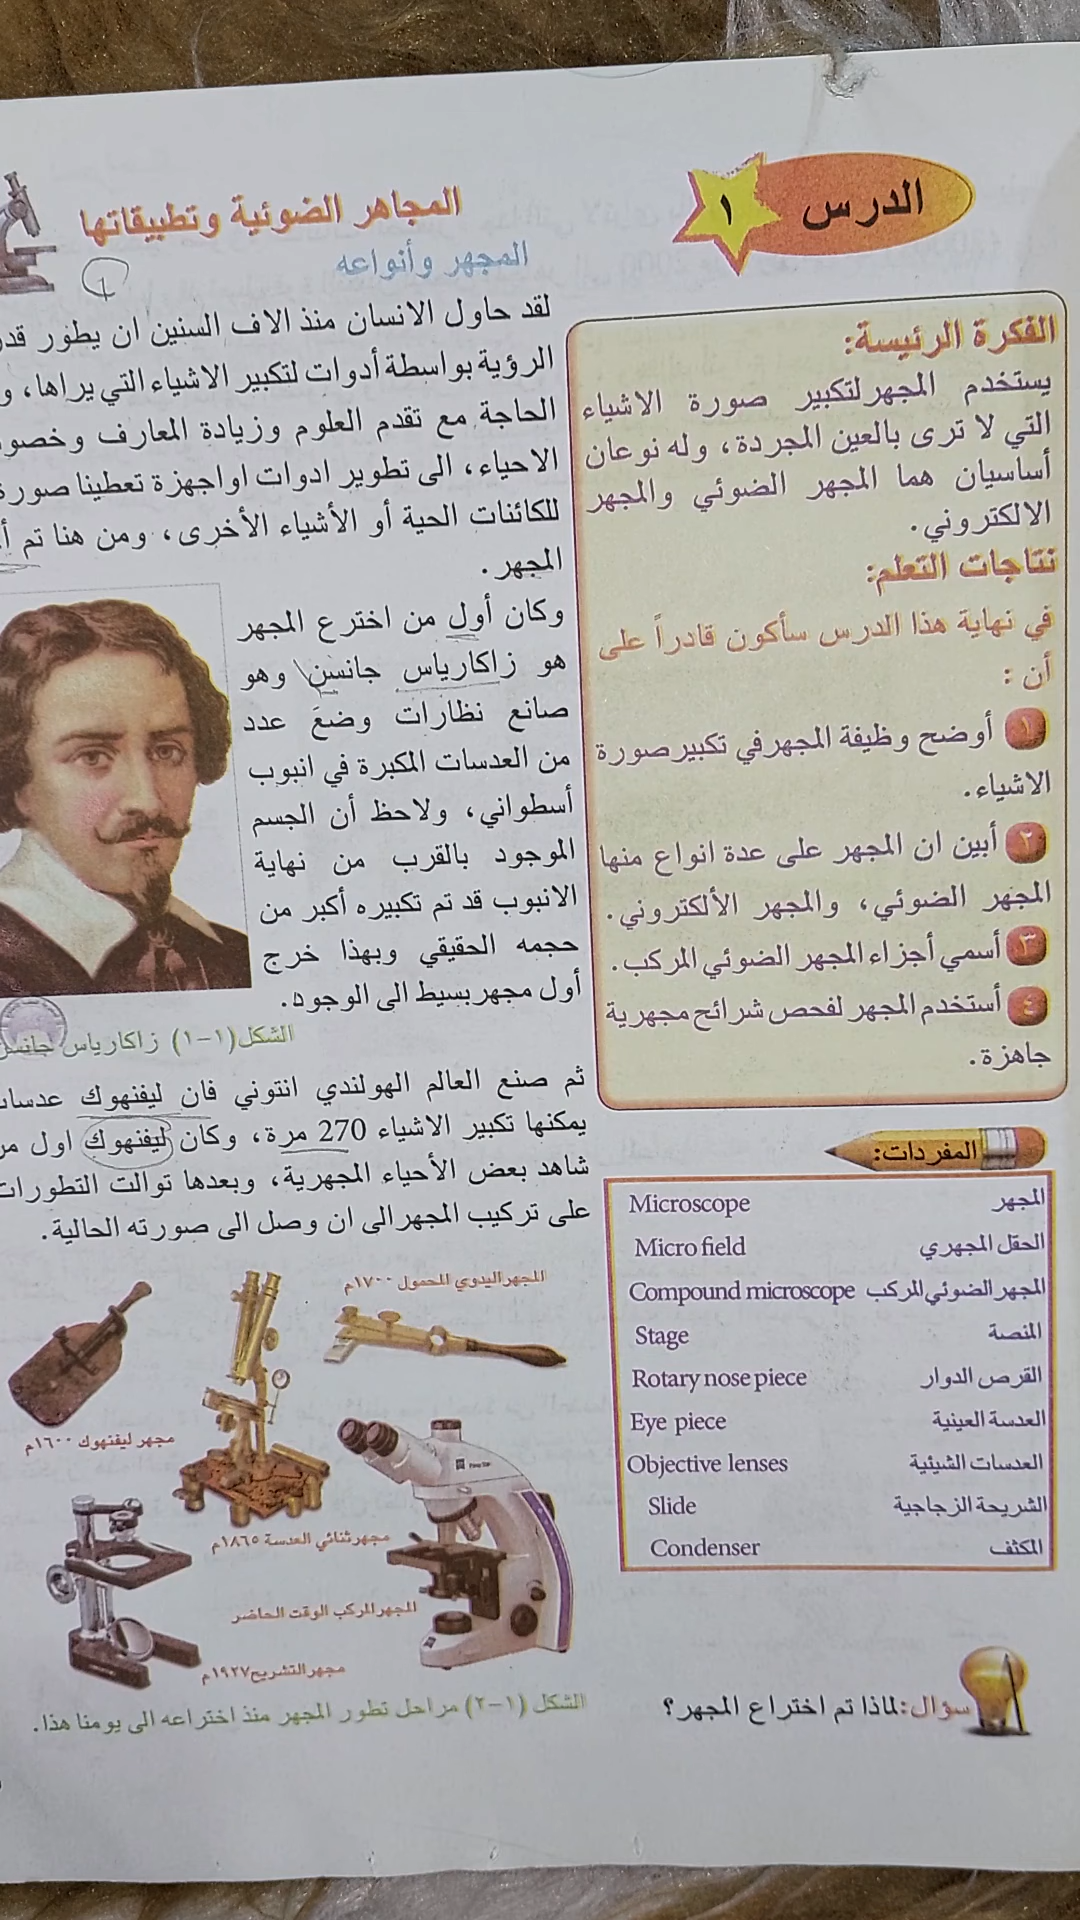 الدرس ١
المجاهر الضوئية وتطبيقاتها
المجهر وأنواعه
الفكرة الرئيسة:
يستخدم المجهر لتكبير صورة الاشياء
التي لا ترى بالعين المجردة، وله نوعان
أساسيان هما المجهر الضوئي والمجهر
الالكتروني.
نتاجات التعلم:
في نهاية هذا الدرس سأكون قادراً على
أن :
١ أوضح وظيفة المجهر في تكبير صورة
الاشياء.
٢ أبين ان المجهر على عدة انواع منها
المجهر الضوئي، والمجهر الألكتروني.
٣ أسمي أجزاء المجهر الضوئي المركب.
٤ أستخدم المجهر لفحص شرائح مجهرية
جاهزة.
المفردات:
المجهر Microscope
الحقل المجهري Micro field
المجهر الضوئي المركب Compound microscope
المنصة Stage
القرص الدوار Rotary nose piece
العدسة العينية Eye piece
العدسات الشيئية Objective lenses
الشريحة الزجاجية Slide
المكثف Condenser
سؤال: لماذا تم اختراع المجهر؟
لقد حاول الانسان منذ الاف السنين ان يطور
الرؤية بواسطة أدوات لتكبير الاشياء التي يراها،
الحاجة مع تقدم العلوم وزيادة المعارف
الاحياء، الى تطوير ادوات او اجهزة تعطينا صورة
للكائنات الحية أو الأشياء الأخرى، ومن هنا تم
المجهر.
وكان أول من اخترع المجهر
هو زاكارياس جانسن وهو
صانع نظارات وضع عدد
من العدسات المكبرة في انبوب
أسطواني، ولاحظ أن الجسم
الموجود بالقرب من نهاية
الانبوب قد تم تكبيره أكبر من
حجمه الحقيقي وبهذا خرج
أول مجهر بسيط الى الوجود.
الشكل (١-١) زاكارياس جانسن
ثم صنع العالم الهولندي انتوني فان ليفنهوك
يمكنها تكبير الاشياء 270 مرة، وكان ليفنهوك اول
شاهد بعض الأحياء المجهرية، وبعدها توالت التطورات
على تركيب المجهر الى ان وصل الى صورته الحالية.
المجهر اليدوي المحمول ١٧٠٠م
مجهر ليفنهوك ١٦٠٠م
مجهر ثنائي العدسة ١٨٦٥م
المجهر المركب الوقت الحاضر
مجهر التشريح ١٩٢٧م
الشكل (١-٢) مراحل تطور المجهر منذ اختراعه الى يومنا هذا.